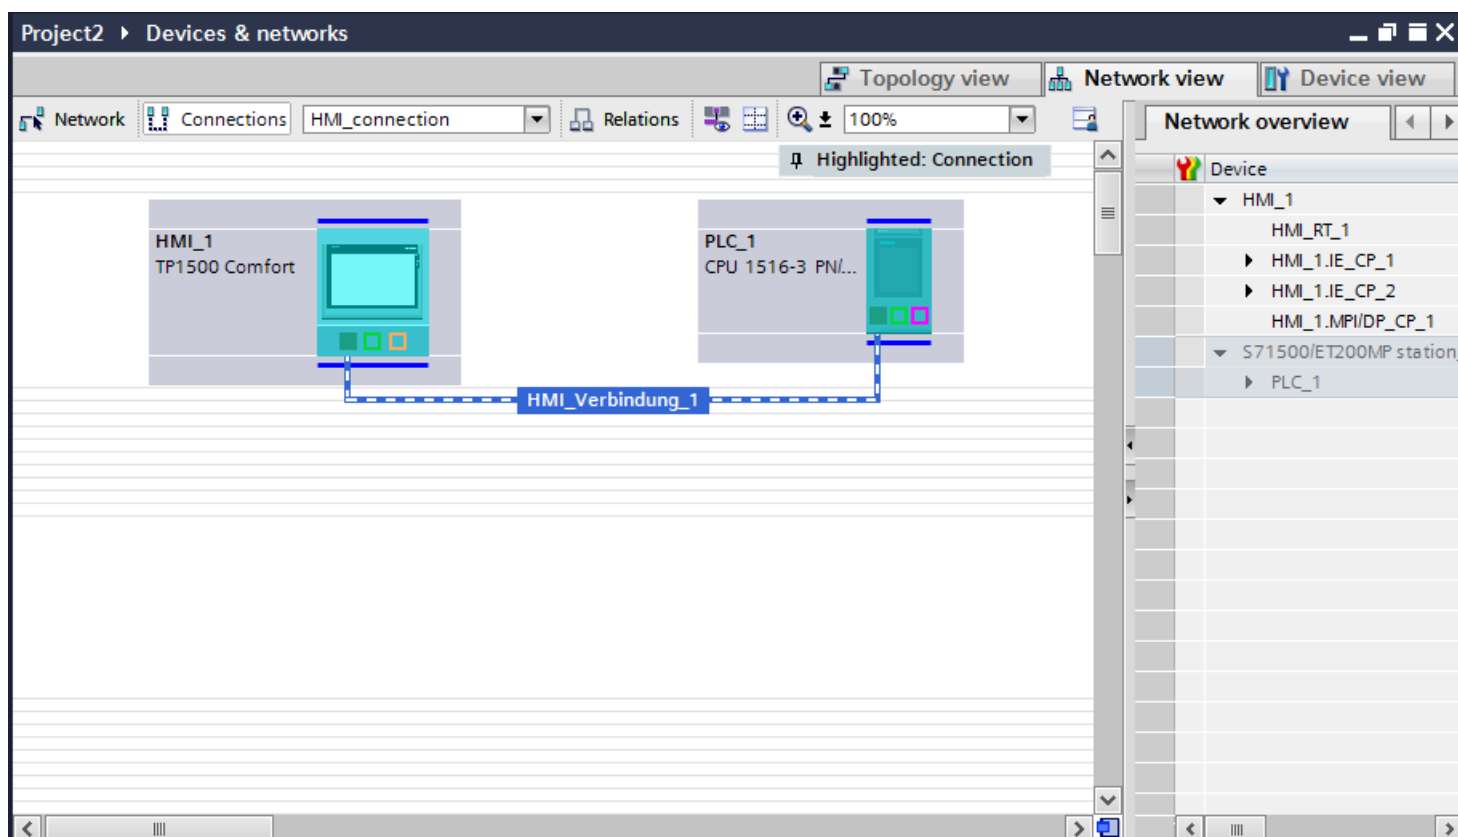 Project2 ▸ Devices & networks
Topology view
Network view
Device view
Network
Connections
HMI_connection
Relations
100%
Network overview
Highlighted: Connection
Device
HMI_1
TP1500 Comfort
PLC_1
CPU 1516-3 PN/...
HMI_Verbindung_1
HMI_1
HMI_RT_1
HMI_1.IE_CP_1
HMI_1.IE_CP_2
HMI_1.MPI/DP_CP_1
S71500/ET200MP station_
PLC_1